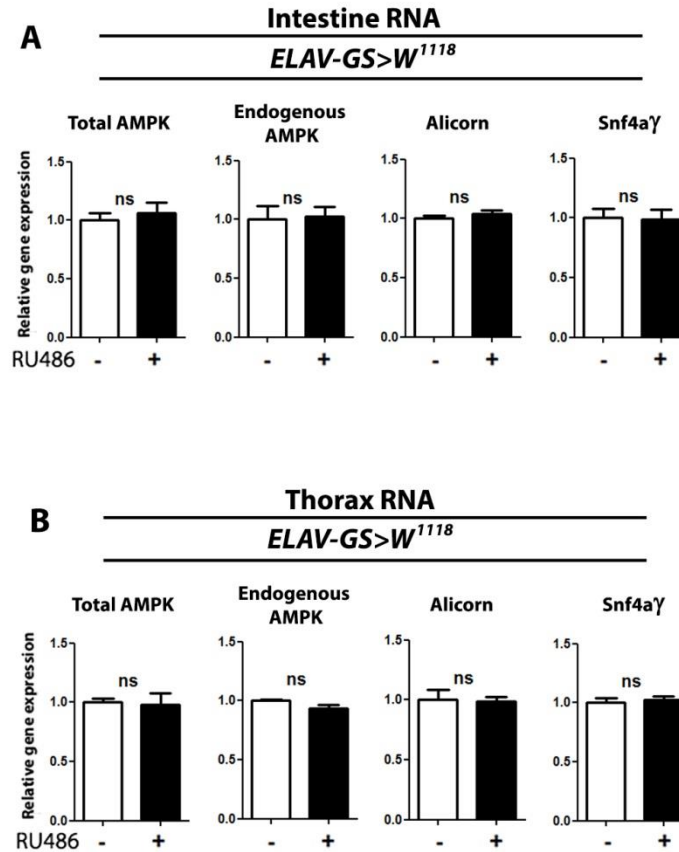 A
Intestine RNA
ELAV-GS>W1118
Total AMPK
Endogenous
AMPK
Alicorn
Snf4aγ
Relative gene expression
1.5
1.0
0.5
0.0
ns
1.5
1.0
0.5
0.0
ns
1.5
1.0
0.5
0.0
ns
1.5
1.0
0.5
0.0
ns
RU486 - + - + - + - +
B
Thorax RNA
ELAV-GS>W1118
Total AMPK
Endogenous
AMPK
Alicorn
Snf4aγ
Relative gene expression
1.5
1.0
0.5
0.0
ns
1.5
1.0
0.5
0.0
ns
1.5
1.0
0.5
0.0
ns
1.5
1.0
0.5
0.0
ns
RU486 - + - + - + - +